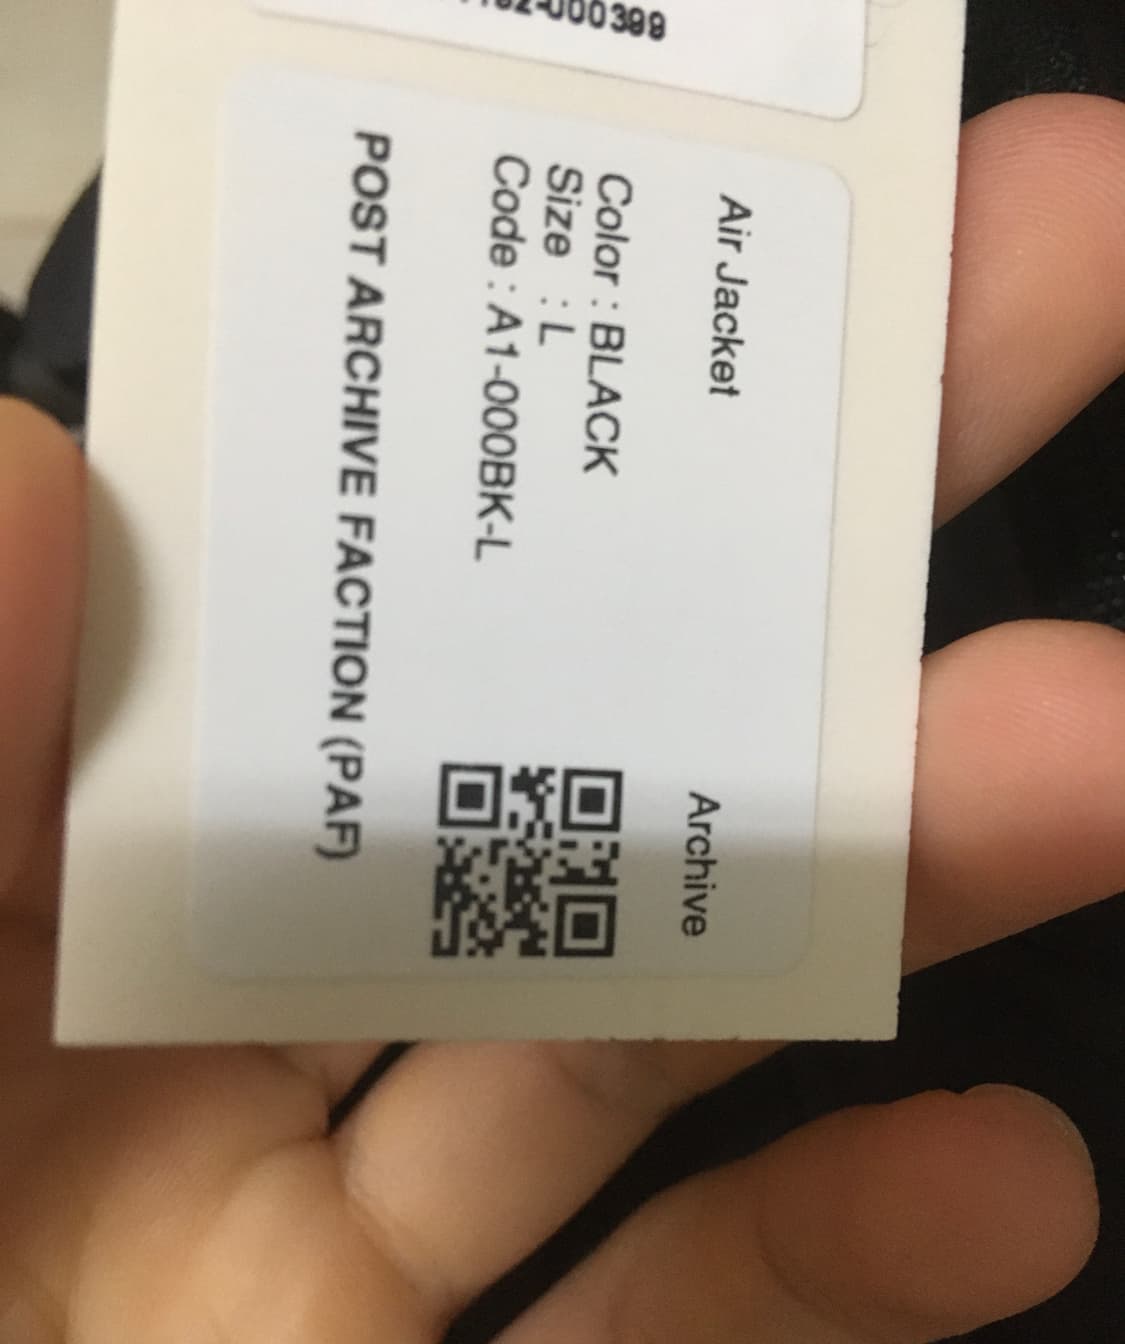 Air Jacket
Archive
Color : BLACK
Size : L
Code : A1-000BK-L
POST ARCHIVE FACTION (PAF)